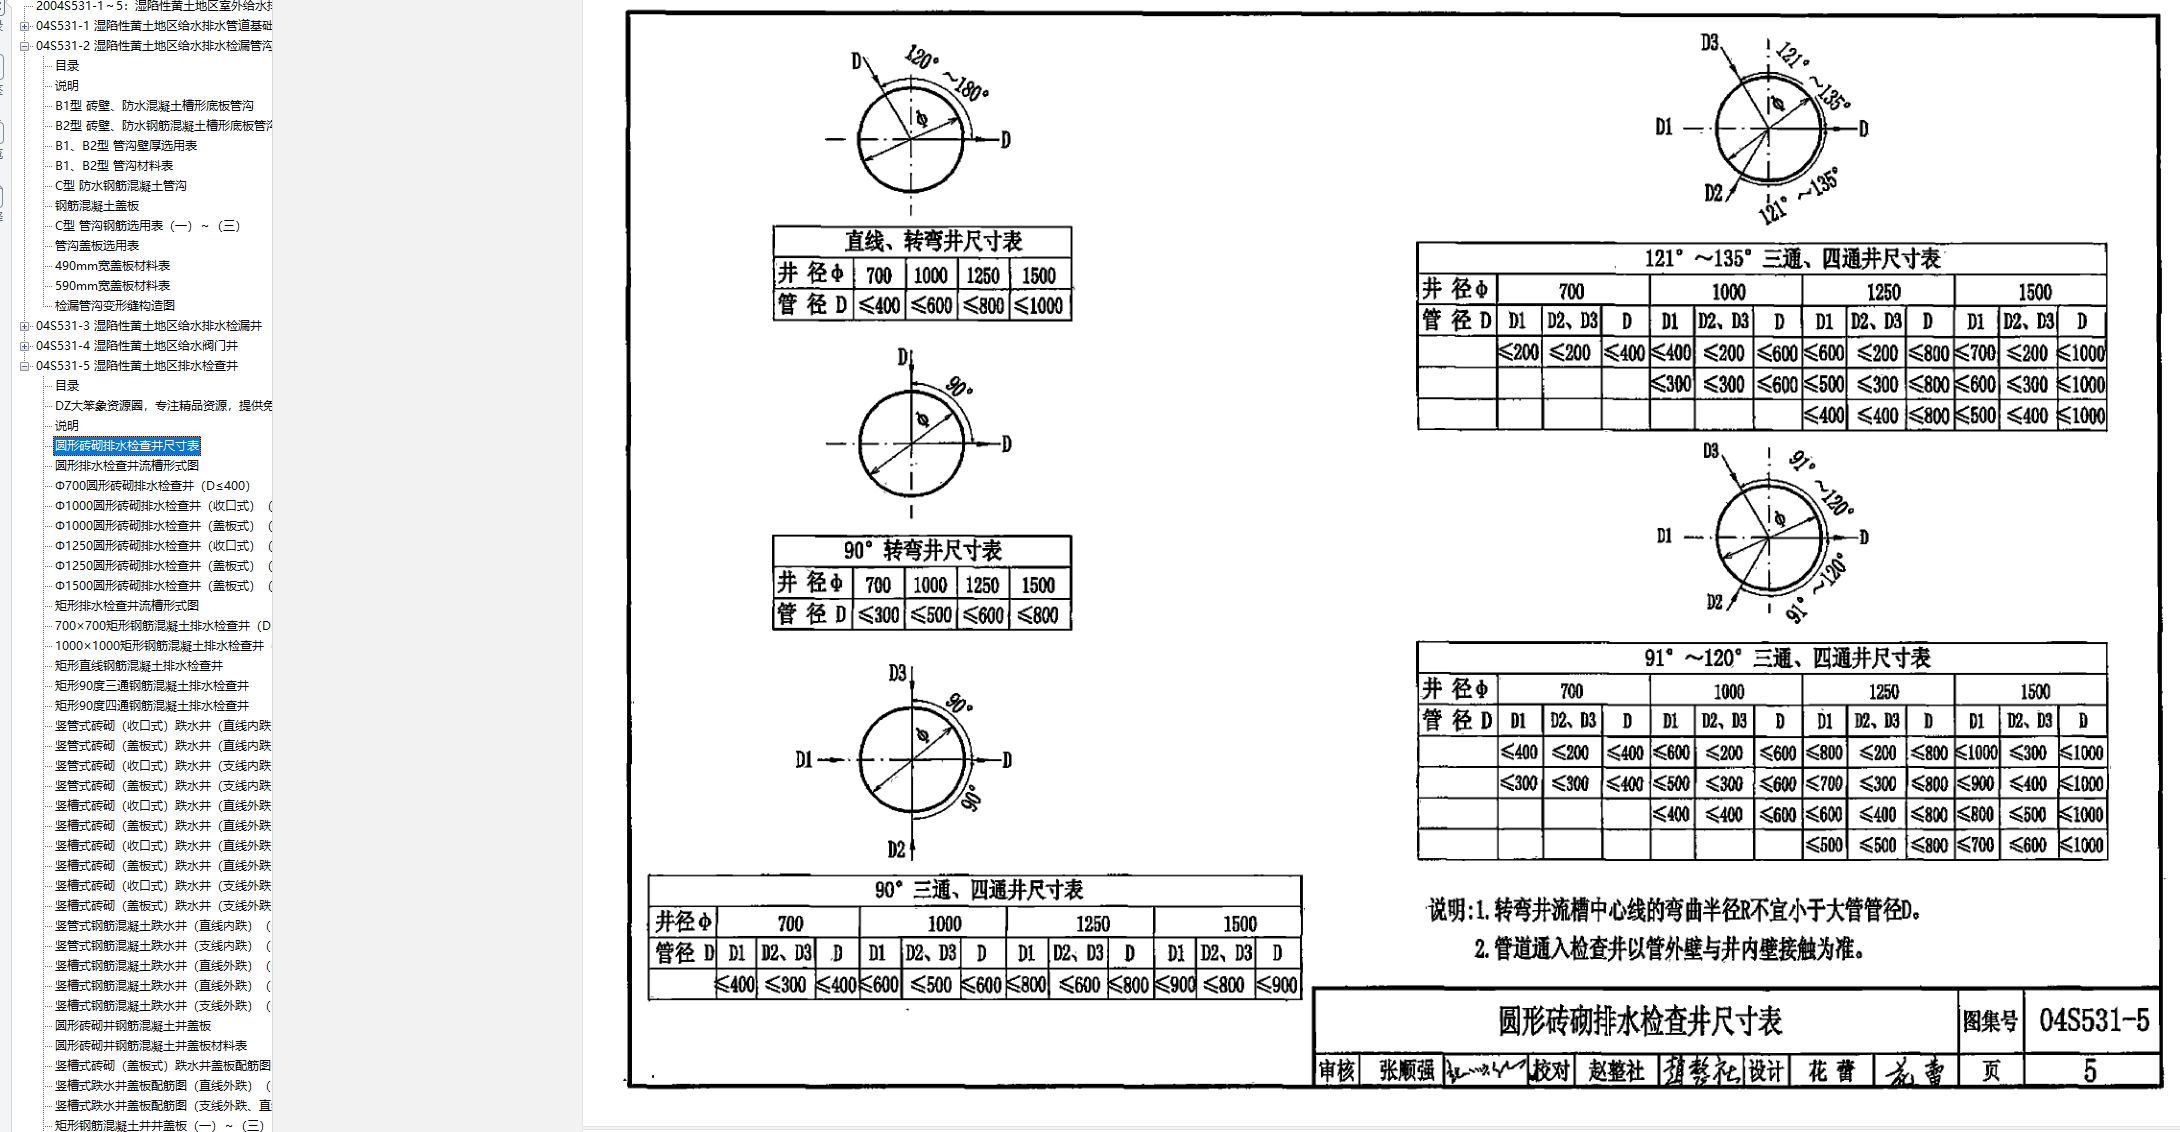 2004S531-1～5：湿陷性黄土地区室外给水排
04S531-1 湿陷性黄土地区给水排水管道基础
04S531-2 湿陷性黄土地区给水排水检漏管沟
目录
说明
B1型 砖壁、防水混凝土槽形底板管沟
B2型 砖壁、防水钢筋混凝土槽形底板管沟
B1、B2型 管沟壁厚选用表
B1、B2型 管沟材料表
C型 防水钢筋混凝土管沟
钢筋混凝土盖板
C型 管沟钢筋选用表（一）～（三）
管沟盖板选用表
490mm宽盖板材料表
590mm宽盖板材料表
检漏管沟变形缝构造图
04S531-3 湿陷性黄土地区给水排水检漏井
04S531-4 湿陷性黄土地区给水阀门井
04S531-5 湿陷性黄土地区排水检查井
目录
DZ大笨象资源圈，专注精品资源，提供免
说明
圆形砖砌排水检查井尺寸表
圆形排水检查井流槽形式图
Φ700圆形砖砌排水检查井（D≤400）
Φ1000圆形砖砌排水检查井（收口式）（
Φ1000圆形砖砌排水检查井（盖板式）（
Φ1250圆形砖砌排水检查井（收口式）（
Φ1250圆形砖砌排水检查井（盖板式）（
Φ1500圆形砖砌排水检查井（盖板式）（
矩形排水检查井流槽形式图
700×700矩形钢筋混凝土排水检查井（D
1000×1000矩形钢筋混凝土排水检查井（
矩形直线钢筋混凝土排水检查井
矩形90度三通钢筋混凝土排水检查井
矩形90度四通钢筋混凝土排水检查井
竖管式砖砌（收口式）跌水井（直线内跌
竖管式砖砌（盖板式）跌水井（直线内跌
竖管式砖砌（收口式）跌水井（支线内跌
竖管式砖砌（盖板式）跌水井（支线内跌
竖槽式砖砌（收口式）跌水井（直线外跌
竖槽式砖砌（盖板式）跌水井（直线外跌
竖槽式砖砌（收口式）跌水井（直线外跌
竖槽式砖砌（盖板式）跌水井（直线外跌
竖槽式砖砌（收口式）跌水井（支线外跌
竖槽式砖砌（盖板式）跌水井（支线外跌
竖管式钢筋混凝土跌水井（直线内跌）（
竖管式钢筋混凝土跌水井（支线内跌）（
竖槽式钢筋混凝土跌水井（直线外跌）（
竖槽式钢筋混凝土跌水井（直线外跌）（
竖槽式钢筋混凝土跌水井（支线外跌）（
圆形砖砌井钢筋混凝土井盖板
圆形砖砌井钢筋混凝土井盖板材料表
竖槽式砖砌（盖板式）跌水井盖板配筋图
竖槽式跌水井盖板配筋图（直线外跌）（
竖槽式跌水井盖板配筋图（支线外跌、直
矩形钢筋混凝土井井盖板（一）～（三）
D 120°～180°
ф
D
直线、转弯井尺寸表
井 径ф 700 1000 1250 1500
管 径 D ≤400 ≤600 ≤800 ≤1000
D
90°
ф
D
90° 转弯井尺寸表
井 径ф 700 1000 1250 1500
管 径 D ≤300 ≤500 ≤600 ≤800
D3
90°
ф
D1 D
90°
D2
90° 三通、四通井尺寸表
井径ф 700 1000 1250 1500
管径 D D1 D2、D3 D D1 D2、D3 D D1 D2、D3 D D1 D2、D3 D
≤400 ≤300 ≤400 ≤600 ≤500 ≤600 ≤800 ≤600 ≤800 ≤900 ≤800 ≤900
D3 121°～135°
ф
D1 D
D2 121°～135°
121° ～135° 三通、四通井尺寸表
井 径ф 700 1000 1250 1500
管 径 D D1 D2、D3 D D1 D2、D3 D D1 D2、D3 D D1 D2、D3 D
≤200 ≤200 ≤400 ≤400 ≤200 ≤600 ≤600 ≤200 ≤800 ≤700 ≤200 ≤1000
≤300 ≤300 ≤600 ≤500 ≤300 ≤800 ≤600 ≤300 ≤1000
≤400 ≤400 ≤800 ≤500 ≤400 ≤1000
D3 91°～120°
ф
D1 D
D2 91°～120°
91° ～120° 三通、四通井尺寸表
井 径ф 700 1000 1250 1500
管 径 D D1 D2、D3 D D1 D2、D3 D D1 D2、D3 D D1 D2、D3 D
≤400 ≤200 ≤400 ≤600 ≤200 ≤600 ≤800 ≤200 ≤800 ≤1000 ≤300 ≤1000
≤300 ≤300 ≤400 ≤500 ≤300 ≤600 ≤700 ≤300 ≤800 ≤900 ≤400 ≤1000
≤400 ≤400 ≤600 ≤600 ≤400 ≤800 ≤800 ≤500 ≤1000
≤500 ≤500 ≤800 ≤700 ≤600 ≤1000
说明:1. 转弯井流槽中心线的弯曲半径R不宜小于大管管径D。
2. 管道通入检查井以管外壁与井内壁接触为准。
圆形砖砌排水检查井尺寸表 图集号 04S531-5
审核 张顺强 校对 赵整社 赵整社 设计 花 蕾 花蕾 页 5